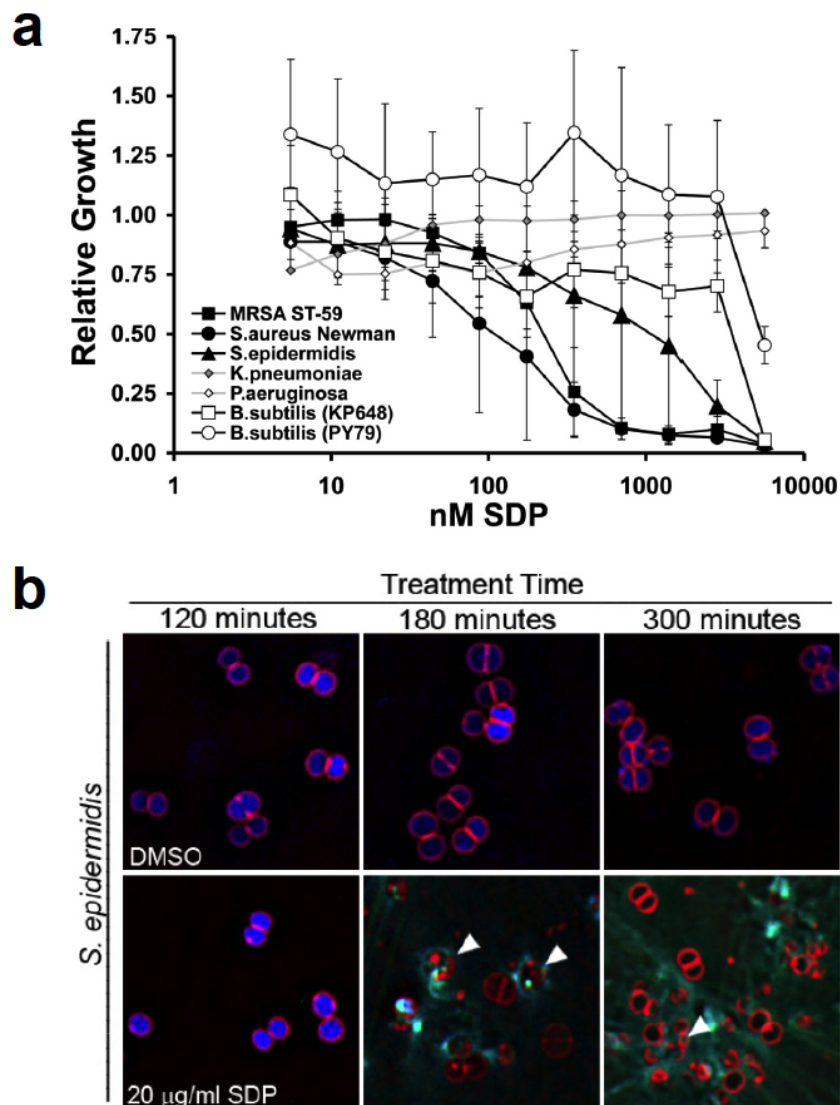 a
1.75
1.50
1.25
1.00
0.75
0.50
0.25
0.00
Relative Growth
MRSA ST-59
S.aureus Newman
S.epidermidis
K.pneumoniae
P.aeruginosa
B.subtilis (KP648)
B.subtilis (PY79)
1 10 100 1000 10000
nM SDP
b
Treatment Time
120 minutes 180 minutes 300 minutes
S. epidermidis
DMSO
20 μg/ml SDP